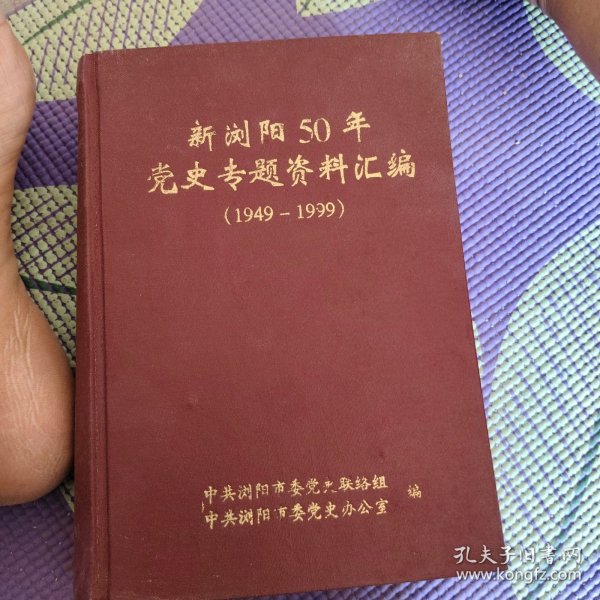 新浏阳50年
党史专题资料汇编
(1949-1999)
中共浏阳市委党史联络组
中共浏阳市委党史办公室
编
孔夫子旧书网
www.kongfz.com